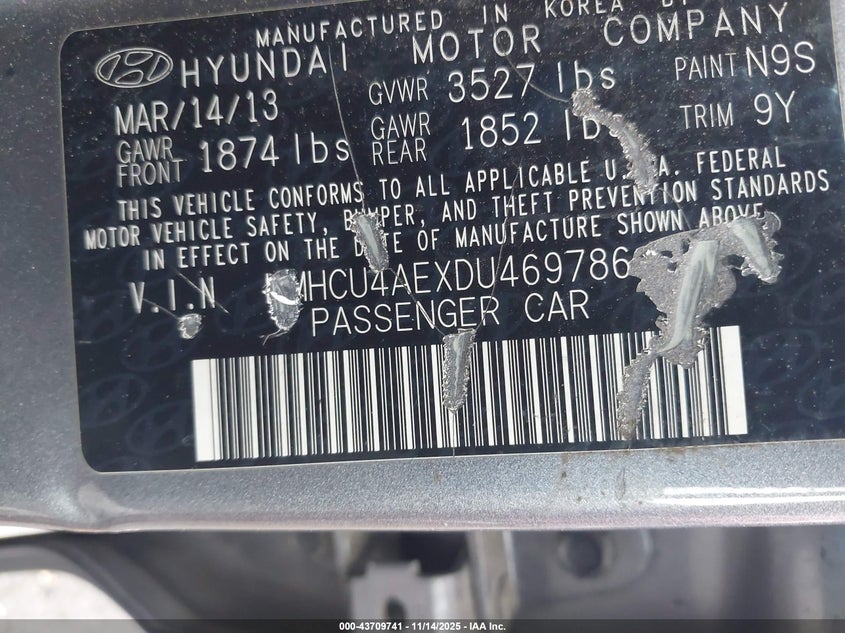 MANUFACTURED IN KOREA BY
HYUNDAI MOTOR COMPANY
MAR/14/13 GVWR 3527 lbs PAINT N9S
GAWR FRONT 1874 lbs GAWR REAR 1852 lbs TRIM 9Y
THIS VEHICLE CONFORMS TO ALL APPLICABLE U.S.A. FEDERAL
MOTOR VEHICLE SAFETY, BUMPER, AND THEFT PREVENTION STANDARDS
IN EFFECT ON THE DATE OF MANUFACTURE SHOWN ABOVE
V.I.N MHCU4AEXDU469786
PASSENGER CAR
000-43709741 | 11/14/2025 | IAA Inc.